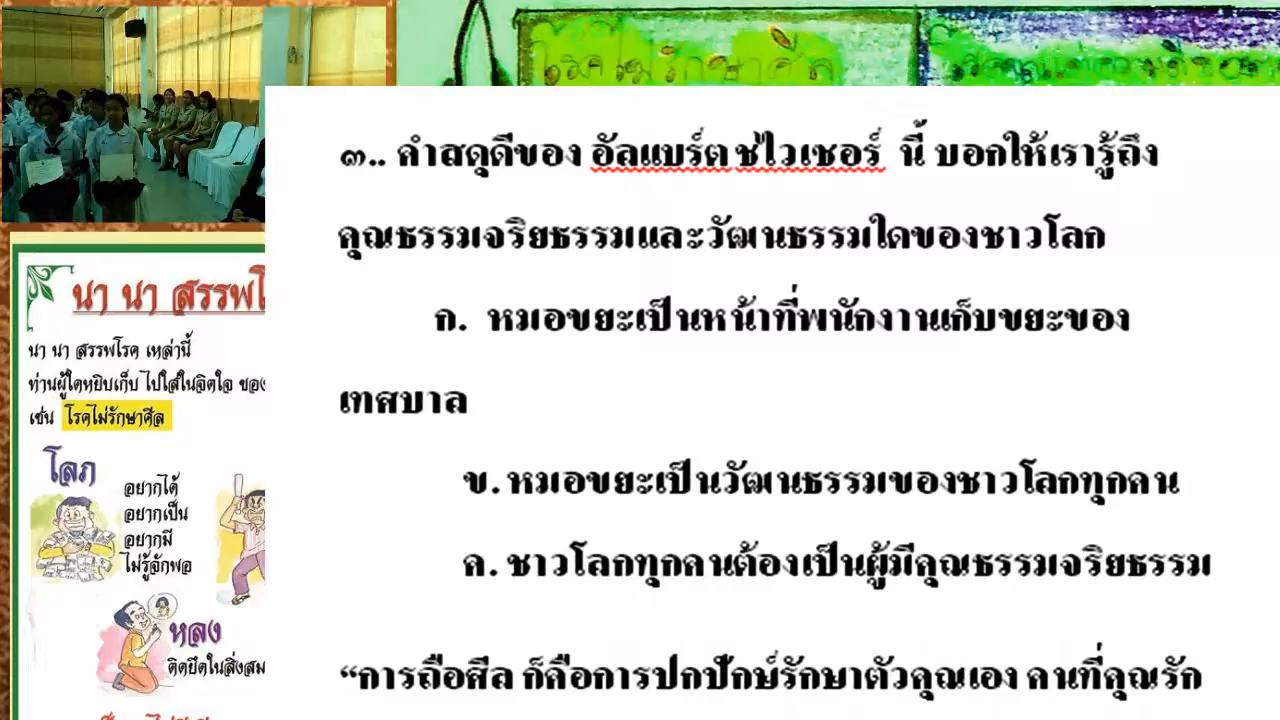 โรคไม่รักษาศีล
๓.. คำสดุดีของ อัลแบร์ต ชไวเซอร์ นี้ บอกให้เรารู้ถึง
คุณธรรมจริยธรรมและวัฒนธรรมใดของชาวโลก
ก. หมอขยะเป็นหน้าที่พนักงานเก็บขยะของ
เทศบาล
ข. หมอขยะเป็นวัฒนธรรมของชาวโลกทุกคน
ค. ชาวโลกทุกคนต้องเป็นผู้มีคุณธรรมจริยธรรม
“การถือศีล ก็คือการปกปักษ์รักษาตัวคุณเอง คนที่คุณรัก
นา นา สรรพโ
นา นา สรรพโรค เหล่านี้
ท่านผู้ใดหยิบเก็บ ไปใส่ในจิตใจ ของ
เช่น โรคไม่รักษาศีล
โลภ
อยากได้
อยากเป็น
อยากมี
ไม่รู้จักพอ
หลง
คิดยึดในสิ่งสม